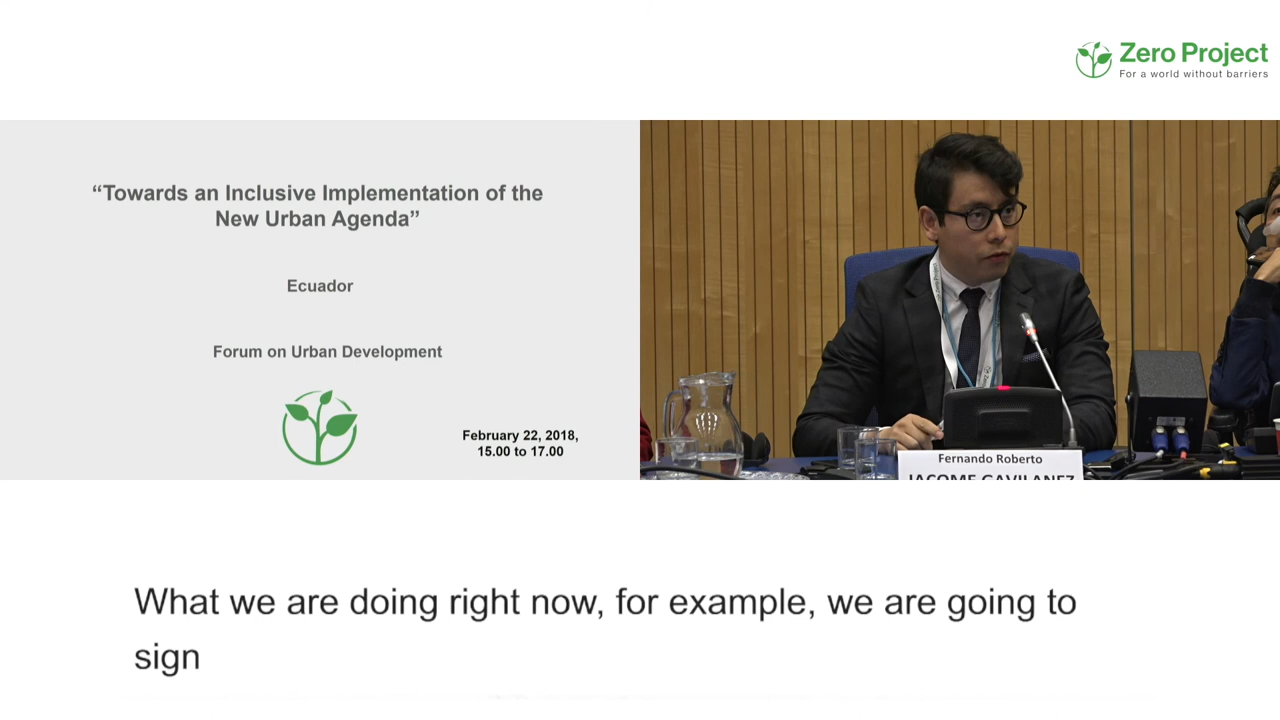 Zero Project
For a world without barriers
“Towards an Inclusive Implementation of the
New Urban Agenda”
Ecuador
Forum on Urban Development
February 22, 2018,
15.00 to 17.00
Fernando Roberto
JACOME GAVILANEZ
What we are doing right now, for example, we are going to
sign